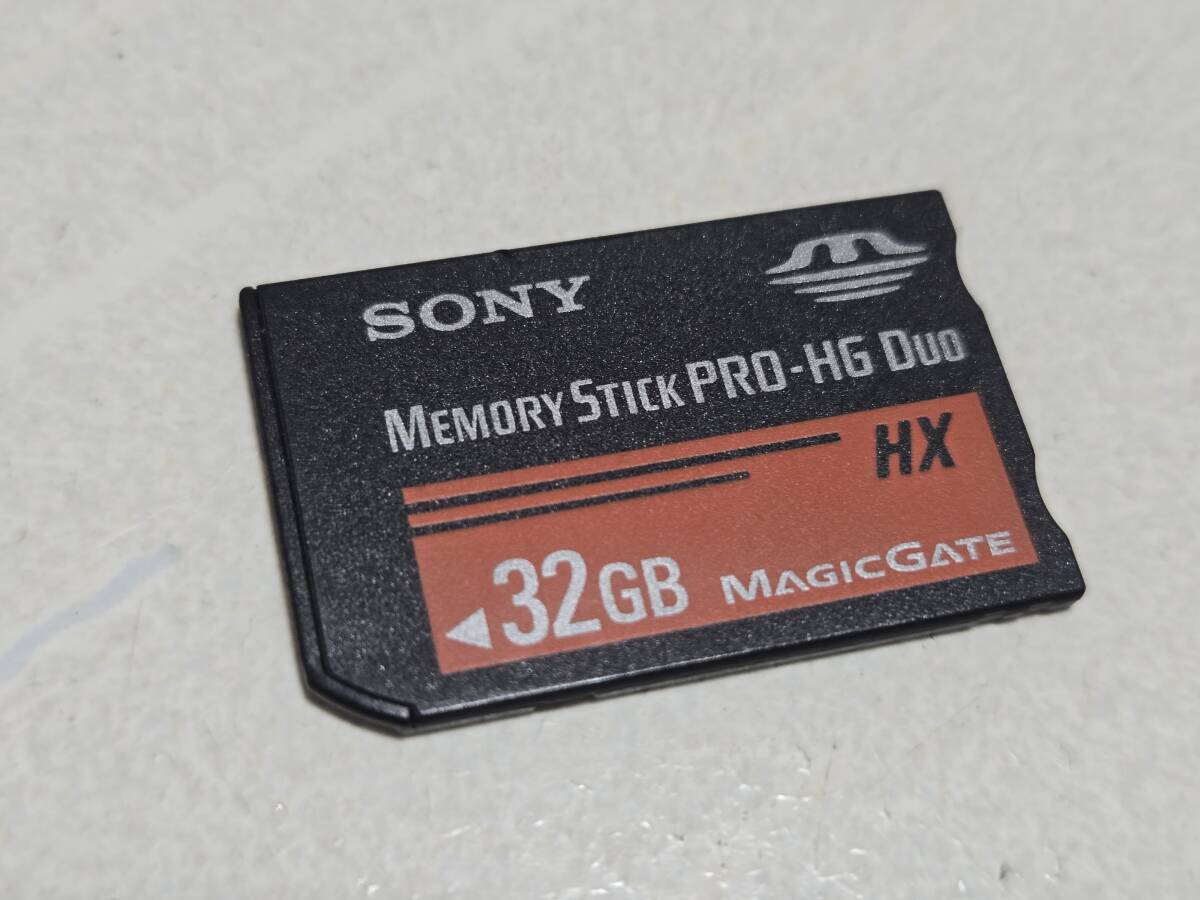 SONY
MEMORY STICK PRO-HG DUO
HX
32GB MAGICGATE